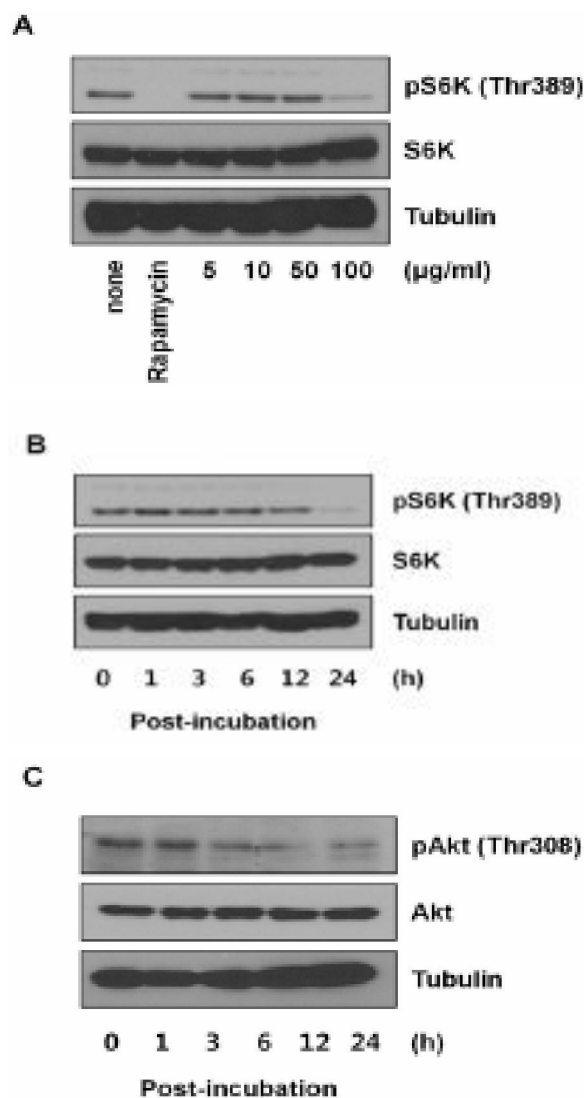 A
pS6K (Thr389)
S6K
Tubulin
none Rapamycin 5 10 50 100 (µg/ml)
B
pS6K (Thr389)
S6K
Tubulin
0 1 3 6 12 24 (h)
Post-incubation
C
pAkt (Thr308)
Akt
Tubulin
0 1 3 6 12 24 (h)
Post-incubation